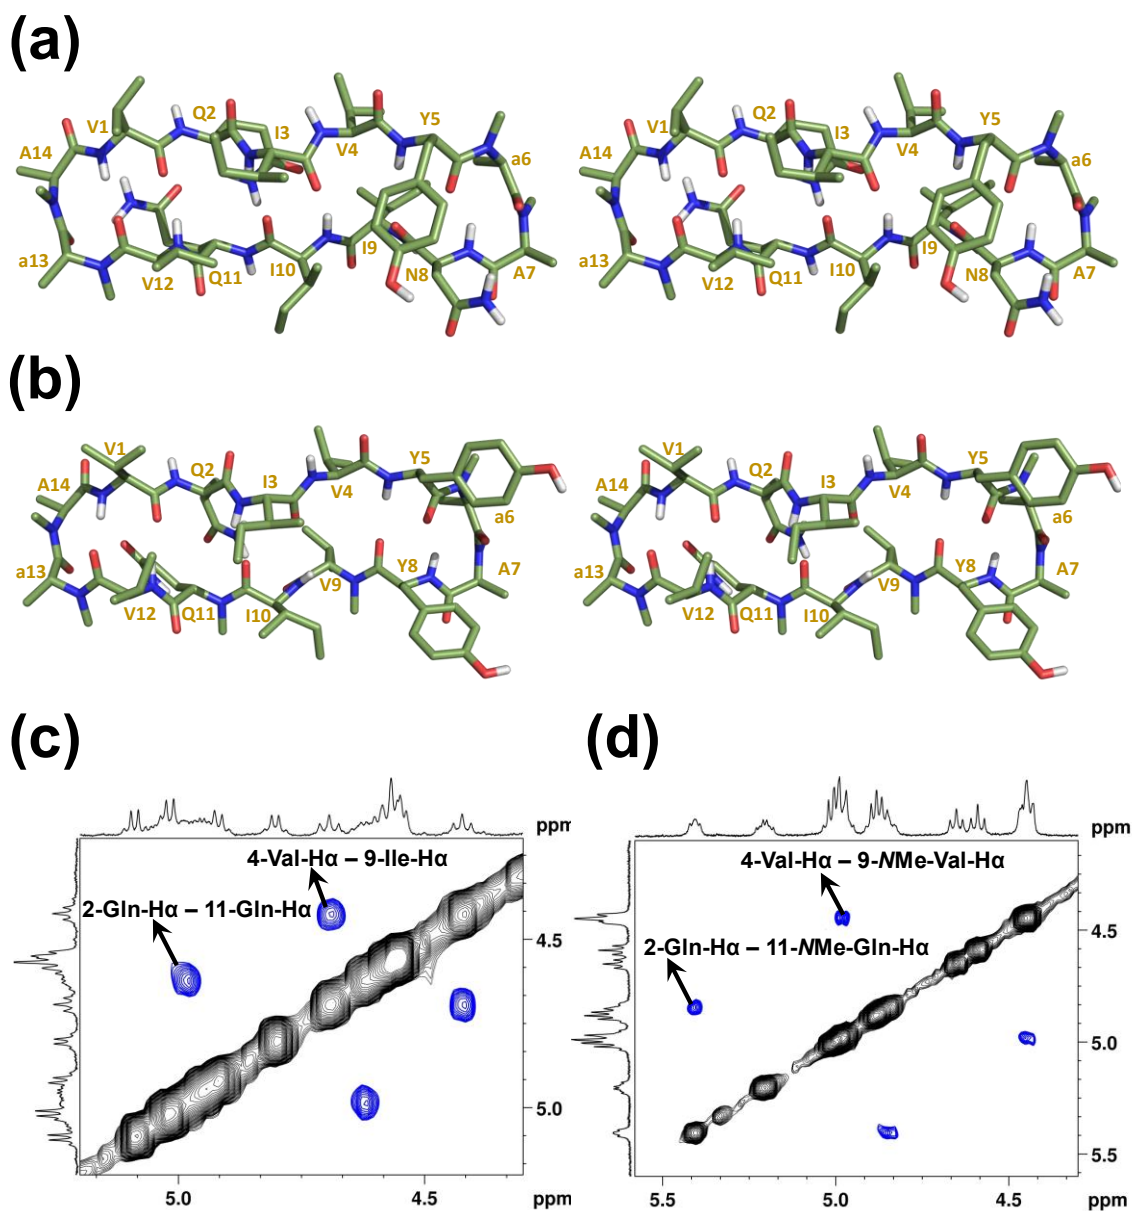 (a)
V1 Q2 I3 V4 Y5 a6 A7 N8 I9 I10 Q11 V12 a13 A14
V1 Q2 I3 V4 Y5 a6 A7 N8 I9 I10 Q11 V12 a13 A14
(b)
V1 Q2 I3 V4 Y5 a6 A7 Y8 V9 I10 Q11 V12 a13 A14
V1 Q2 I3 V4 Y5 a6 A7 Y8 V9 I10 Q11 V12 a13 A14
(c)
ppm
4-Val-Hα – 9-Ile-Hα
2-Gln-Hα – 11-Gln-Hα
4.5
5.0
5.0 4.5 ppm
(d)
ppm
4-Val-Hα – 9-NMe-Val-Hα
2-Gln-Hα – 11-NMe-Gln-Hα
4.5
5.0
5.5
5.5 5.0 4.5 ppm